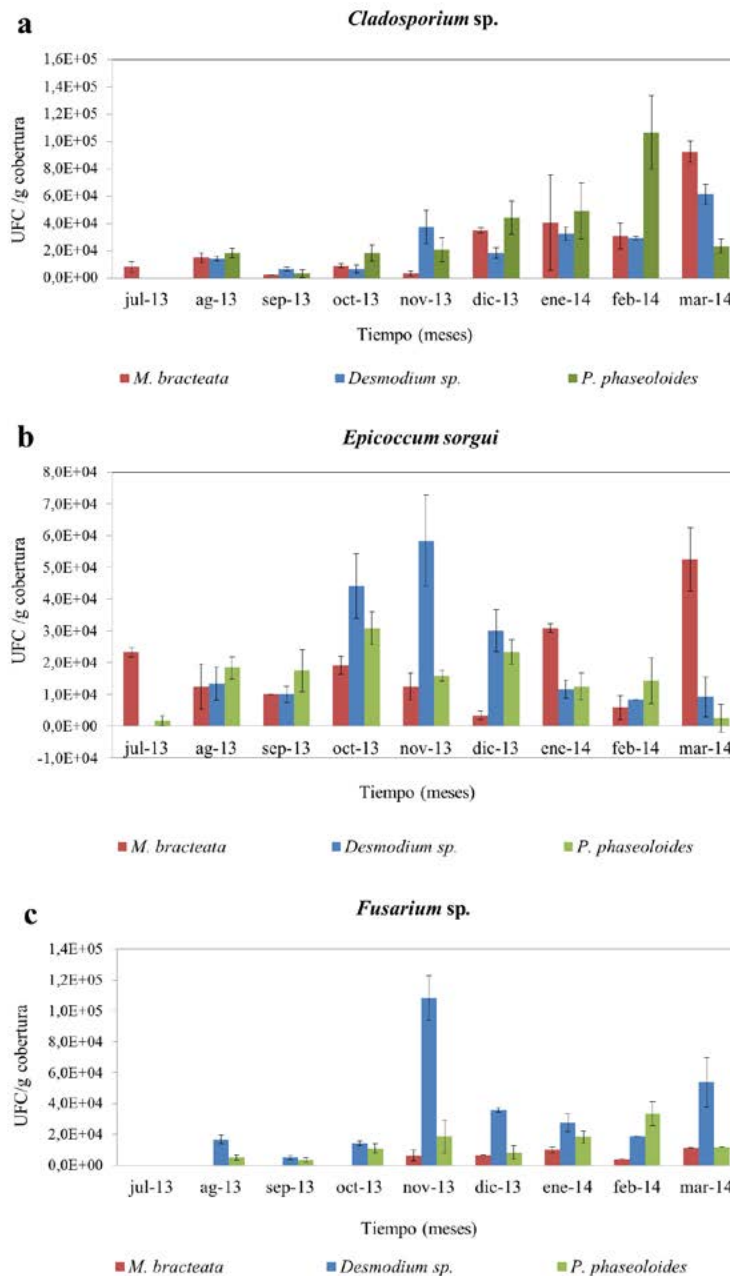 a
Cladosporium sp.
1,6E+05
1,4E+05
1,2E+05
1,0E+05
8,0E+04
6,0E+04
4,0E+04
2,0E+04
0,0E+00
UFC /g cobertura
jul-13 ag-13 sep-13 oct-13 nov-13 dic-13 ene-14 feb-14 mar-14
Tiempo (meses)
M. bracteata Desmodium sp. P. phaseoloides
b
Epicoccum sorgui
8,0E+04
7,0E+04
6,0E+04
5,0E+04
4,0E+04
3,0E+04
2,0E+04
1,0E+04
0,0E+00
-1,0E+04
UFC /g cobertura
jul-13 ag-13 sep-13 oct-13 nov-13 dic-13 ene-14 feb-14 mar-14
Tiempo (meses)
M. bracteata Desmodium sp. P. phaseoloides
c
Fusarium sp.
1,4E+05
1,2E+05
1,0E+05
8,0E+04
6,0E+04
4,0E+04
2,0E+04
0,0E+00
UFC/g cobertura
jul-13 ag-13 sep-13 oct-13 nov-13 dic-13 ene-14 feb-14 mar-14
Tiempo (meses)
M. bracteata Desmodium sp. P. phaseoloides